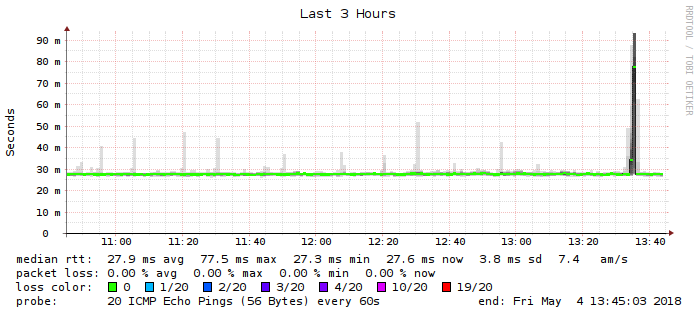 Last 3 Hours
RRDTOOL / TOBI OETIKER
Seconds
90 m
80 m
70 m
60 m
50 m
40 m
30 m
20 m
10 m
0
11:00 11:20 11:40 12:00 12:20 12:40 13:00 13:20 13:40
median rtt: 27.9 ms avg 77.5 ms max 27.3 ms min 27.6 ms now 3.8 ms sd 7.4 am/s
packet loss: 0.00 % avg 0.00 % max 0.00 % min 0.00 % now
loss color: 0 1/20 2/20 3/20 4/20 10/20 19/20
probe: 20 ICMP Echo Pings (56 Bytes) every 60s end: Fri May 4 13:45:03 2018